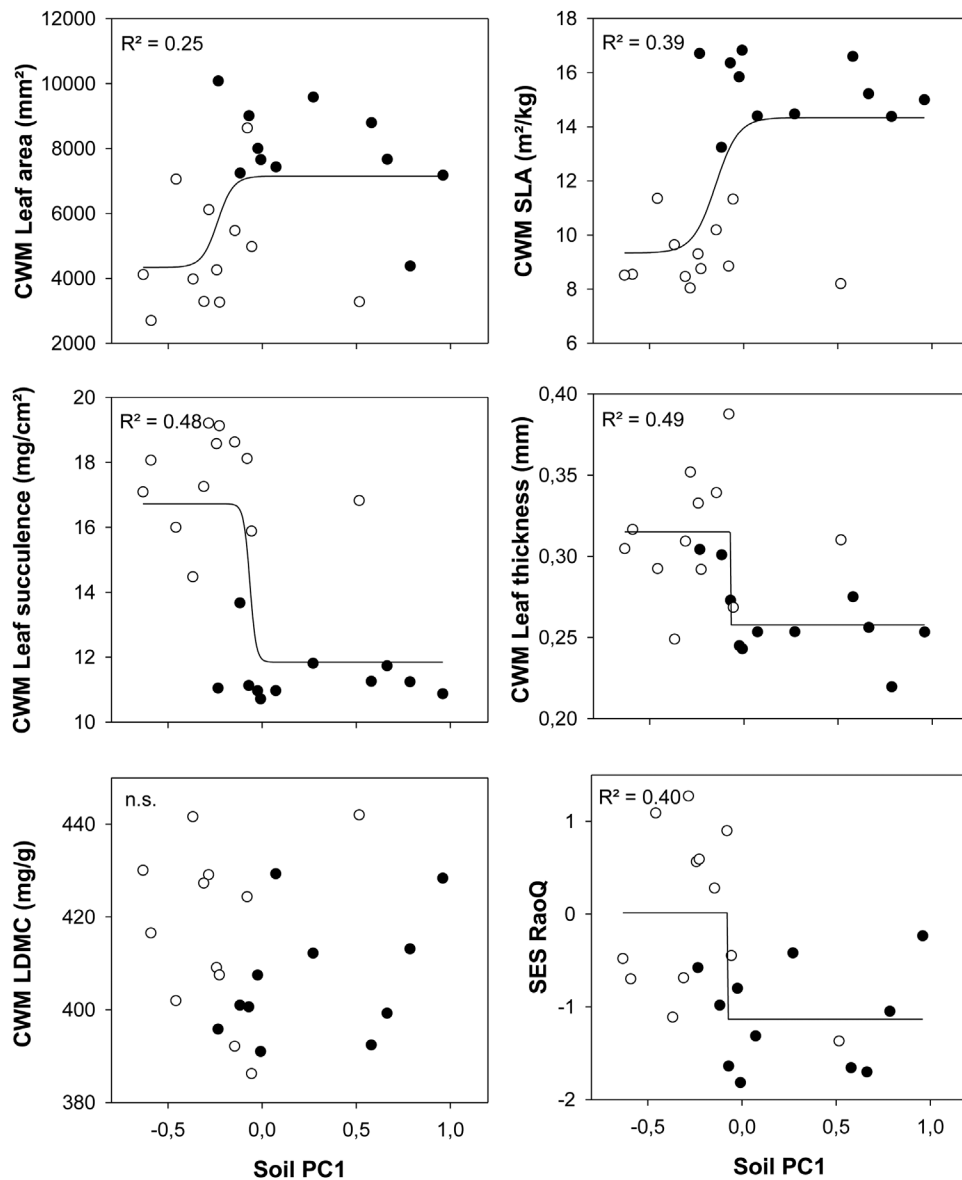 12000
10000
8000
6000
4000
2000
CWM Leaf area (mm²)
R² = 0.25
18
16
14
12
10
8
6
CWM SLA (m²/kg)
R² = 0.39
20
18
16
14
12
10
CWM Leaf succulence (mg/cm²)
R² = 0.48
0,40
0,35
0,30
0,25
0,20
CWM Leaf thickness (mm)
R² = 0.49
440
420
400
380
CWM LDMC (mg/g)
n.s.
-0,5 0,0 0,5 1,0
Soil PC1
1
0
-1
-2
SES RaoQ
R² = 0.40
-0,5 0,0 0,5 1,0
Soil PC1